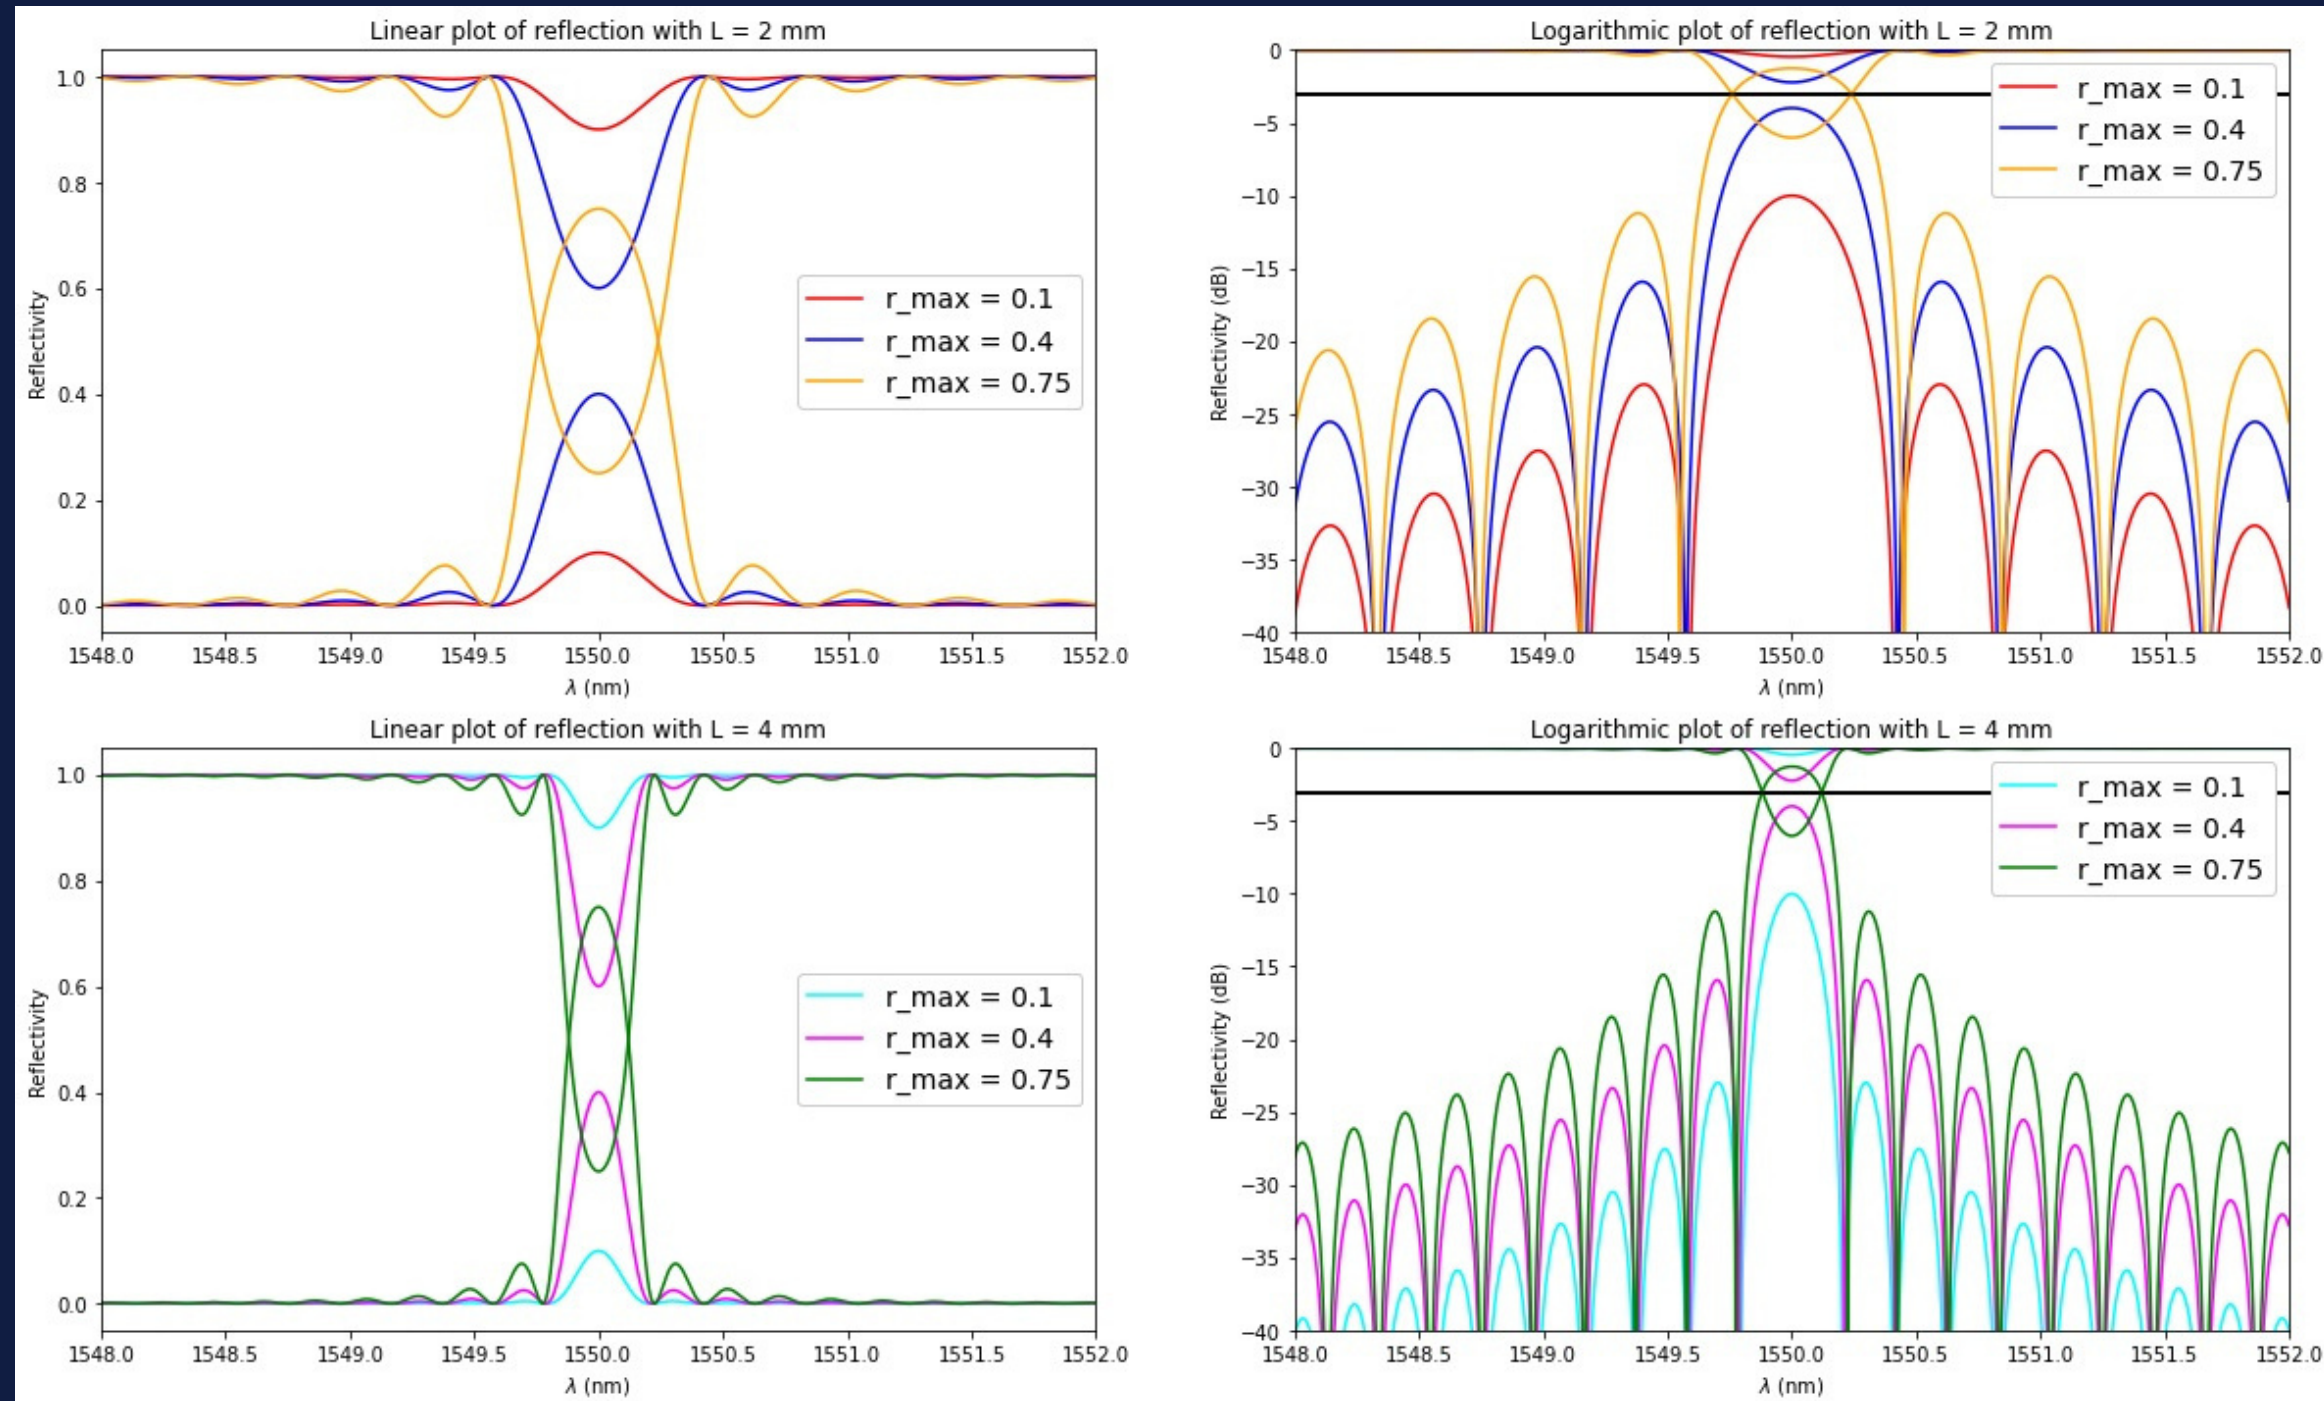 Linear plot of reflection with L = 2 mm
1.0
0.8
0.6
0.4
0.2
0.0
Reflectivity
r_max = 0.1
r_max = 0.4
r_max = 0.75
1548.0 1548.5 1549.0 1549.5 1550.0 1550.5 1551.0 1551.5 1552.0
λ (nm)
Logarithmic plot of reflection with L = 2 mm
0
−5
−10
−15
−20
−25
−30
−35
−40
Reflectivity (dB)
r_max = 0.1
r_max = 0.4
r_max = 0.75
1548.0 1548.5 1549.0 1549.5 1550.0 1550.5 1551.0 1551.5 1552.0
λ (nm)
Linear plot of reflection with L = 4 mm
1.0
0.8
0.6
0.4
0.2
0.0
Reflectivity
r_max = 0.1
r_max = 0.4
r_max = 0.75
1548.0 1548.5 1549.0 1549.5 1550.0 1550.5 1551.0 1551.5 1552.0
λ (nm)
Logarithmic plot of reflection with L = 4 mm
0
−5
−10
−15
−20
−25
−30
−35
−40
Reflectivity (dB)
r_max = 0.1
r_max = 0.4
r_max = 0.75
1548.0 1548.5 1549.0 1549.5 1550.0 1550.5 1551.0 1551.5 1552.0
λ (nm)